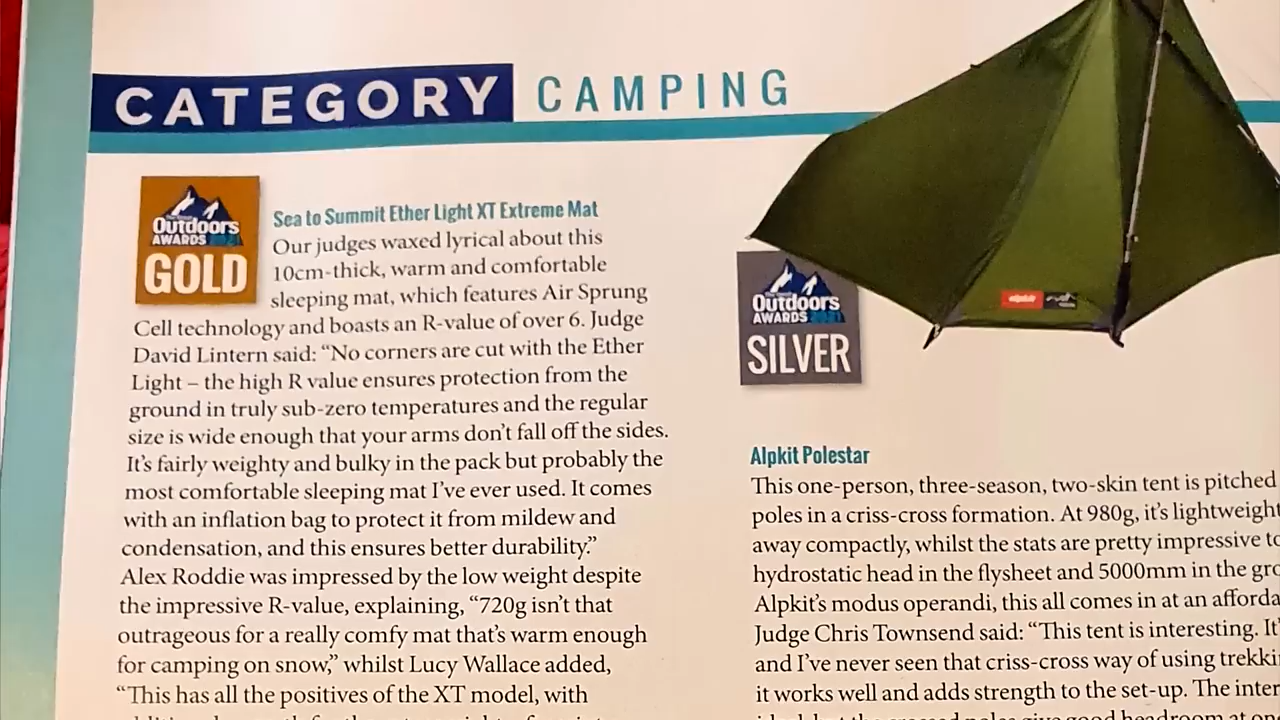 CATEGORY CAMPING
Outdoors
AWARDS 2021
GOLD
Sea to Summit Ether Light XT Extreme Mat
Our judges waxed lyrical about this
10cm-thick, warm and comfortable
sleeping mat, which features Air Sprung
Cell technology and boasts an R-value of over 6. Judge
David Lintern said: “No corners are cut with the Ether
Light – the high R value ensures protection from the
ground in truly sub-zero temperatures and the regular
size is wide enough that your arms don’t fall off the sides.
It’s fairly weighty and bulky in the pack but probably the
most comfortable sleeping mat I’ve ever used. It comes
with an inflation bag to protect it from mildew and
condensation, and this ensures better durability.”
Alex Roddie was impressed by the low weight despite
the impressive R-value, explaining, “720g isn’t that
outrageous for a really comfy mat that’s warm enough
for camping on snow,” whilst Lucy Wallace added,
“This has all the positives of the XT model, with
alpkit
Outdoors
AWARDS 2021
SILVER
Alpkit Polestar
This one-person, three-season, two-skin tent is pitched
poles in a criss-cross formation. At 980g, it’s lightweight
away compactly, whilst the stats are pretty impressive
hydrostatic head in the flysheet and 5000mm in the
Alpkit’s modus operandi, this all comes in at an
Judge Chris Townsend said: “This tent is interesting.
and I’ve never seen that criss-cross way of using
it works well and adds strength to the set-up. The